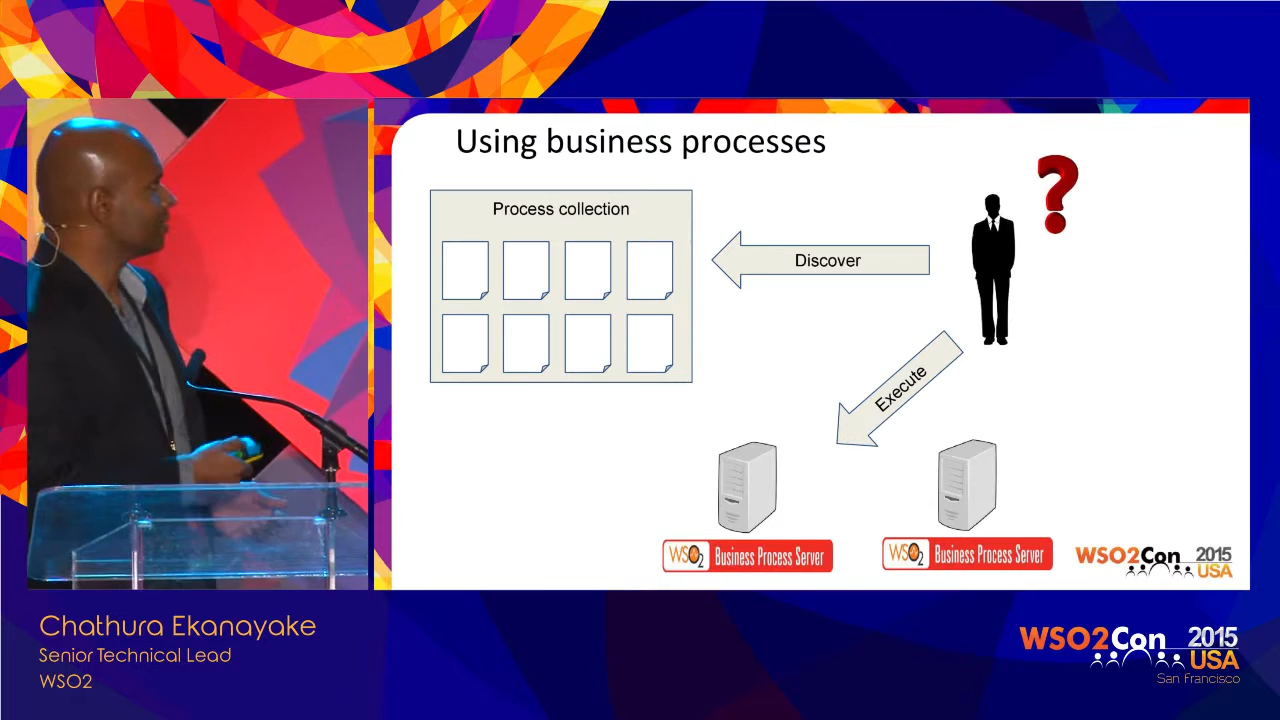 Using business processes
Process collection
Discover
Execute
WSO2 Business Process Server
WSO2 Business Process Server
WSO2Con 2015
USA
Chathura Ekanayake
Senior Technical Lead
WSO2
WSO2Con 2015
USA
San Francisco